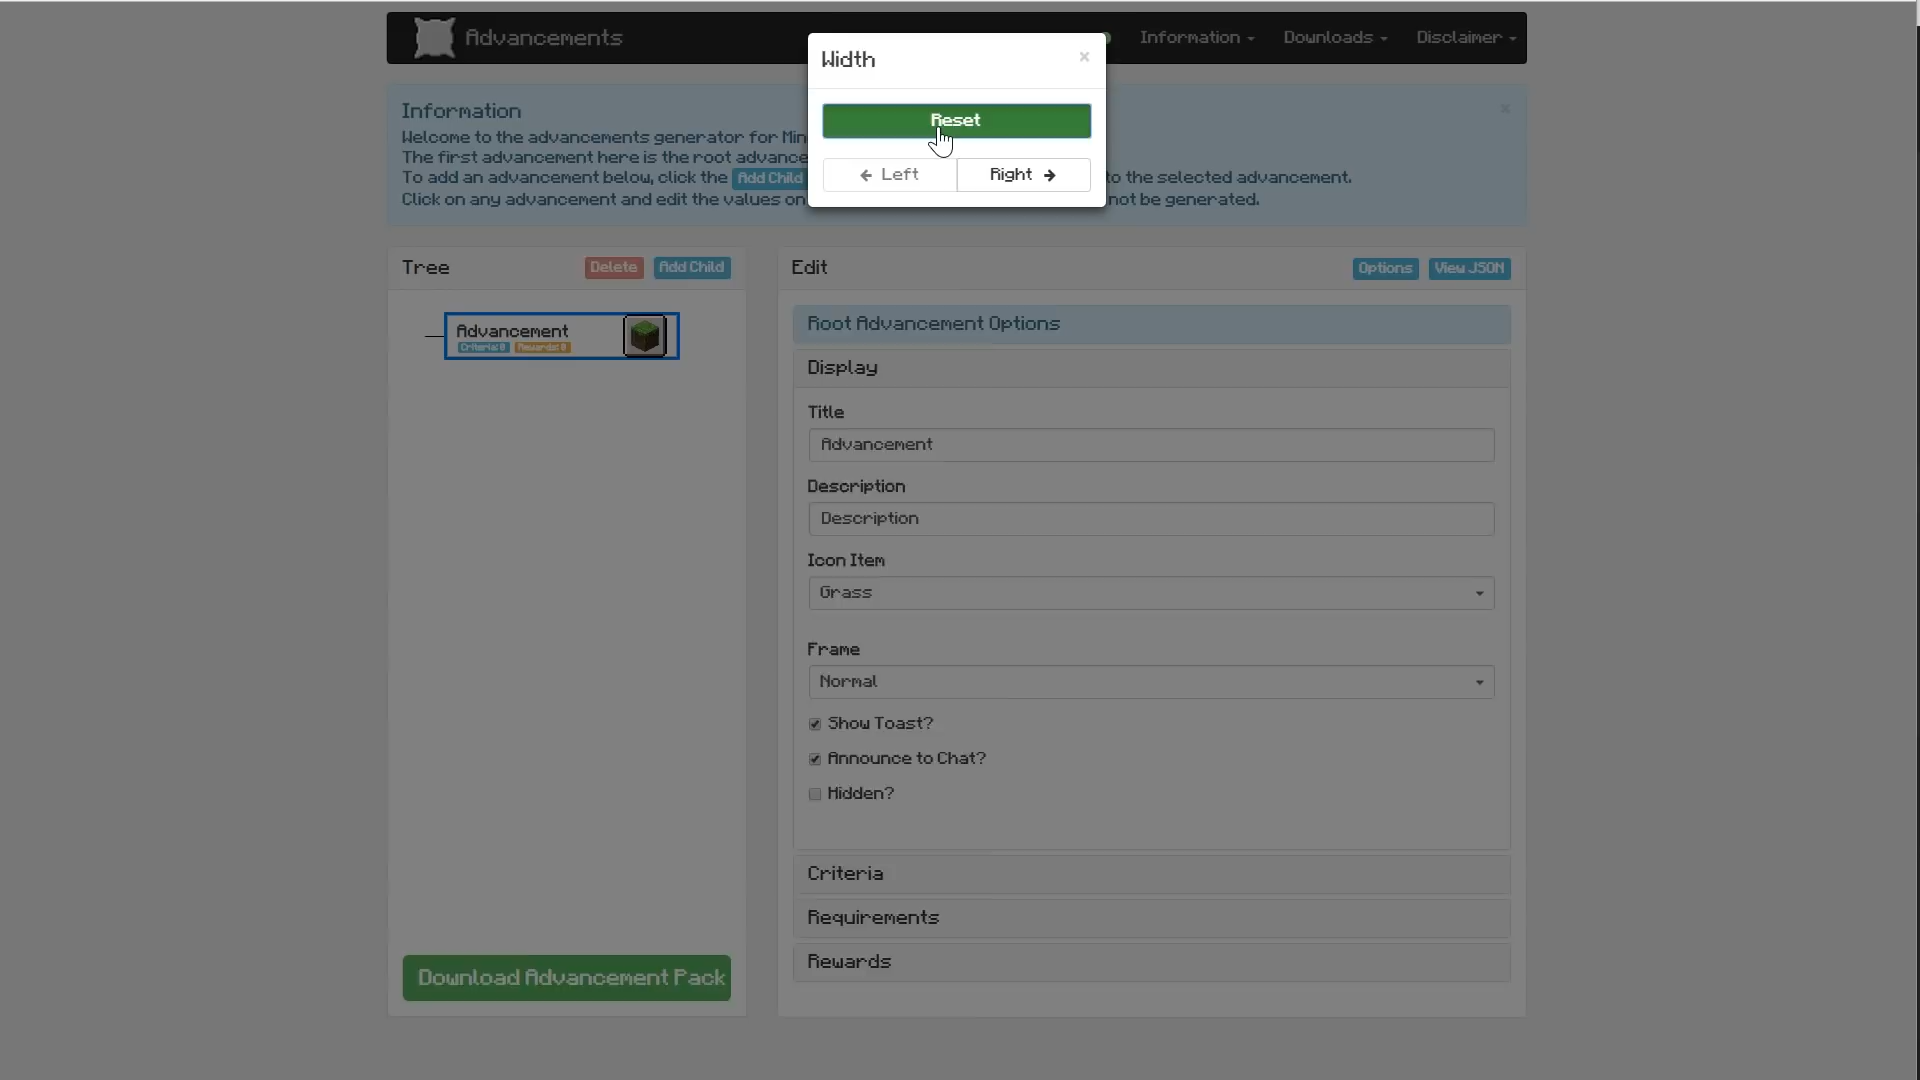 Advancements
Information
Downloads
Disclaimer
Width
×
Reset
Left
Right
Information
×
Welcome to the advancements generator for Min
The first advancement here is the root advance
To add an advancement below, click the Add Child to the selected advancement.
Click on any advancement and edit the values on not be generated.
Tree
Delete
Add Child
Advancement
Criteria: 0
Rewards: 0
Download Advancement Pack
Edit
Options
View JSON
Root Advancement Options
Display
Title
Advancement
Description
Description
Icon Item
Grass
Frame
Normal
Show Toast?
Announce to Chat?
Hidden?
Criteria
Requirements
Rewards